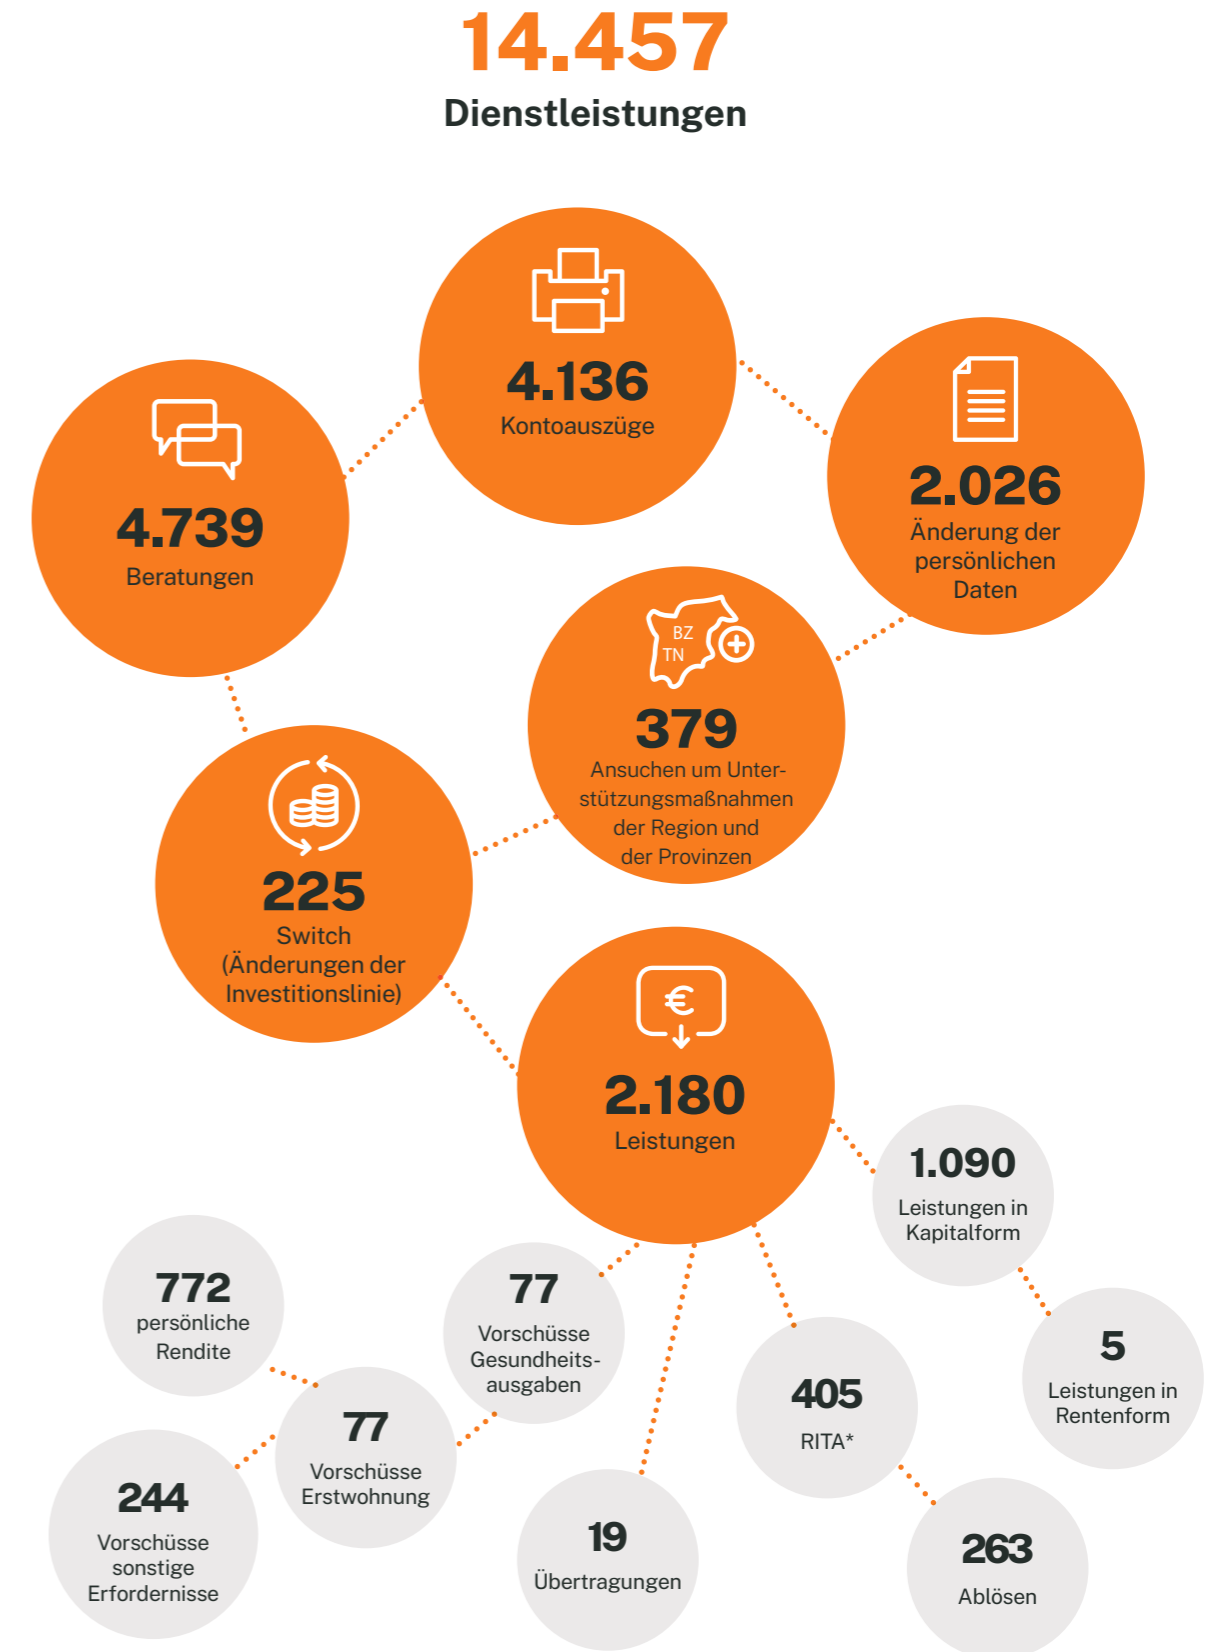 14.457
Dienstleistungen
4.136
Kontoauszüge
4.739
Beratungen
2.026
Änderung der
persönlichen
Daten
BZ
TN
379
Ansuchen um Unter-
stützungsmaßnahmen
der Region und
der Provinzen
225
Switch
(Änderungen der
Investitionslinie)
€
2.180
Leistungen
1.090
Leistungen in
Kapitalform
772
persönliche
Rendite
77
Vorschüsse
Gesundheits-
ausgaben
5
Leistungen in
Rentenform
405
RITA*
77
Vorschüsse
Erstwohnung
244
Vorschüsse
sonstige
Erfordernisse
19
Übertragungen
263
Ablösen